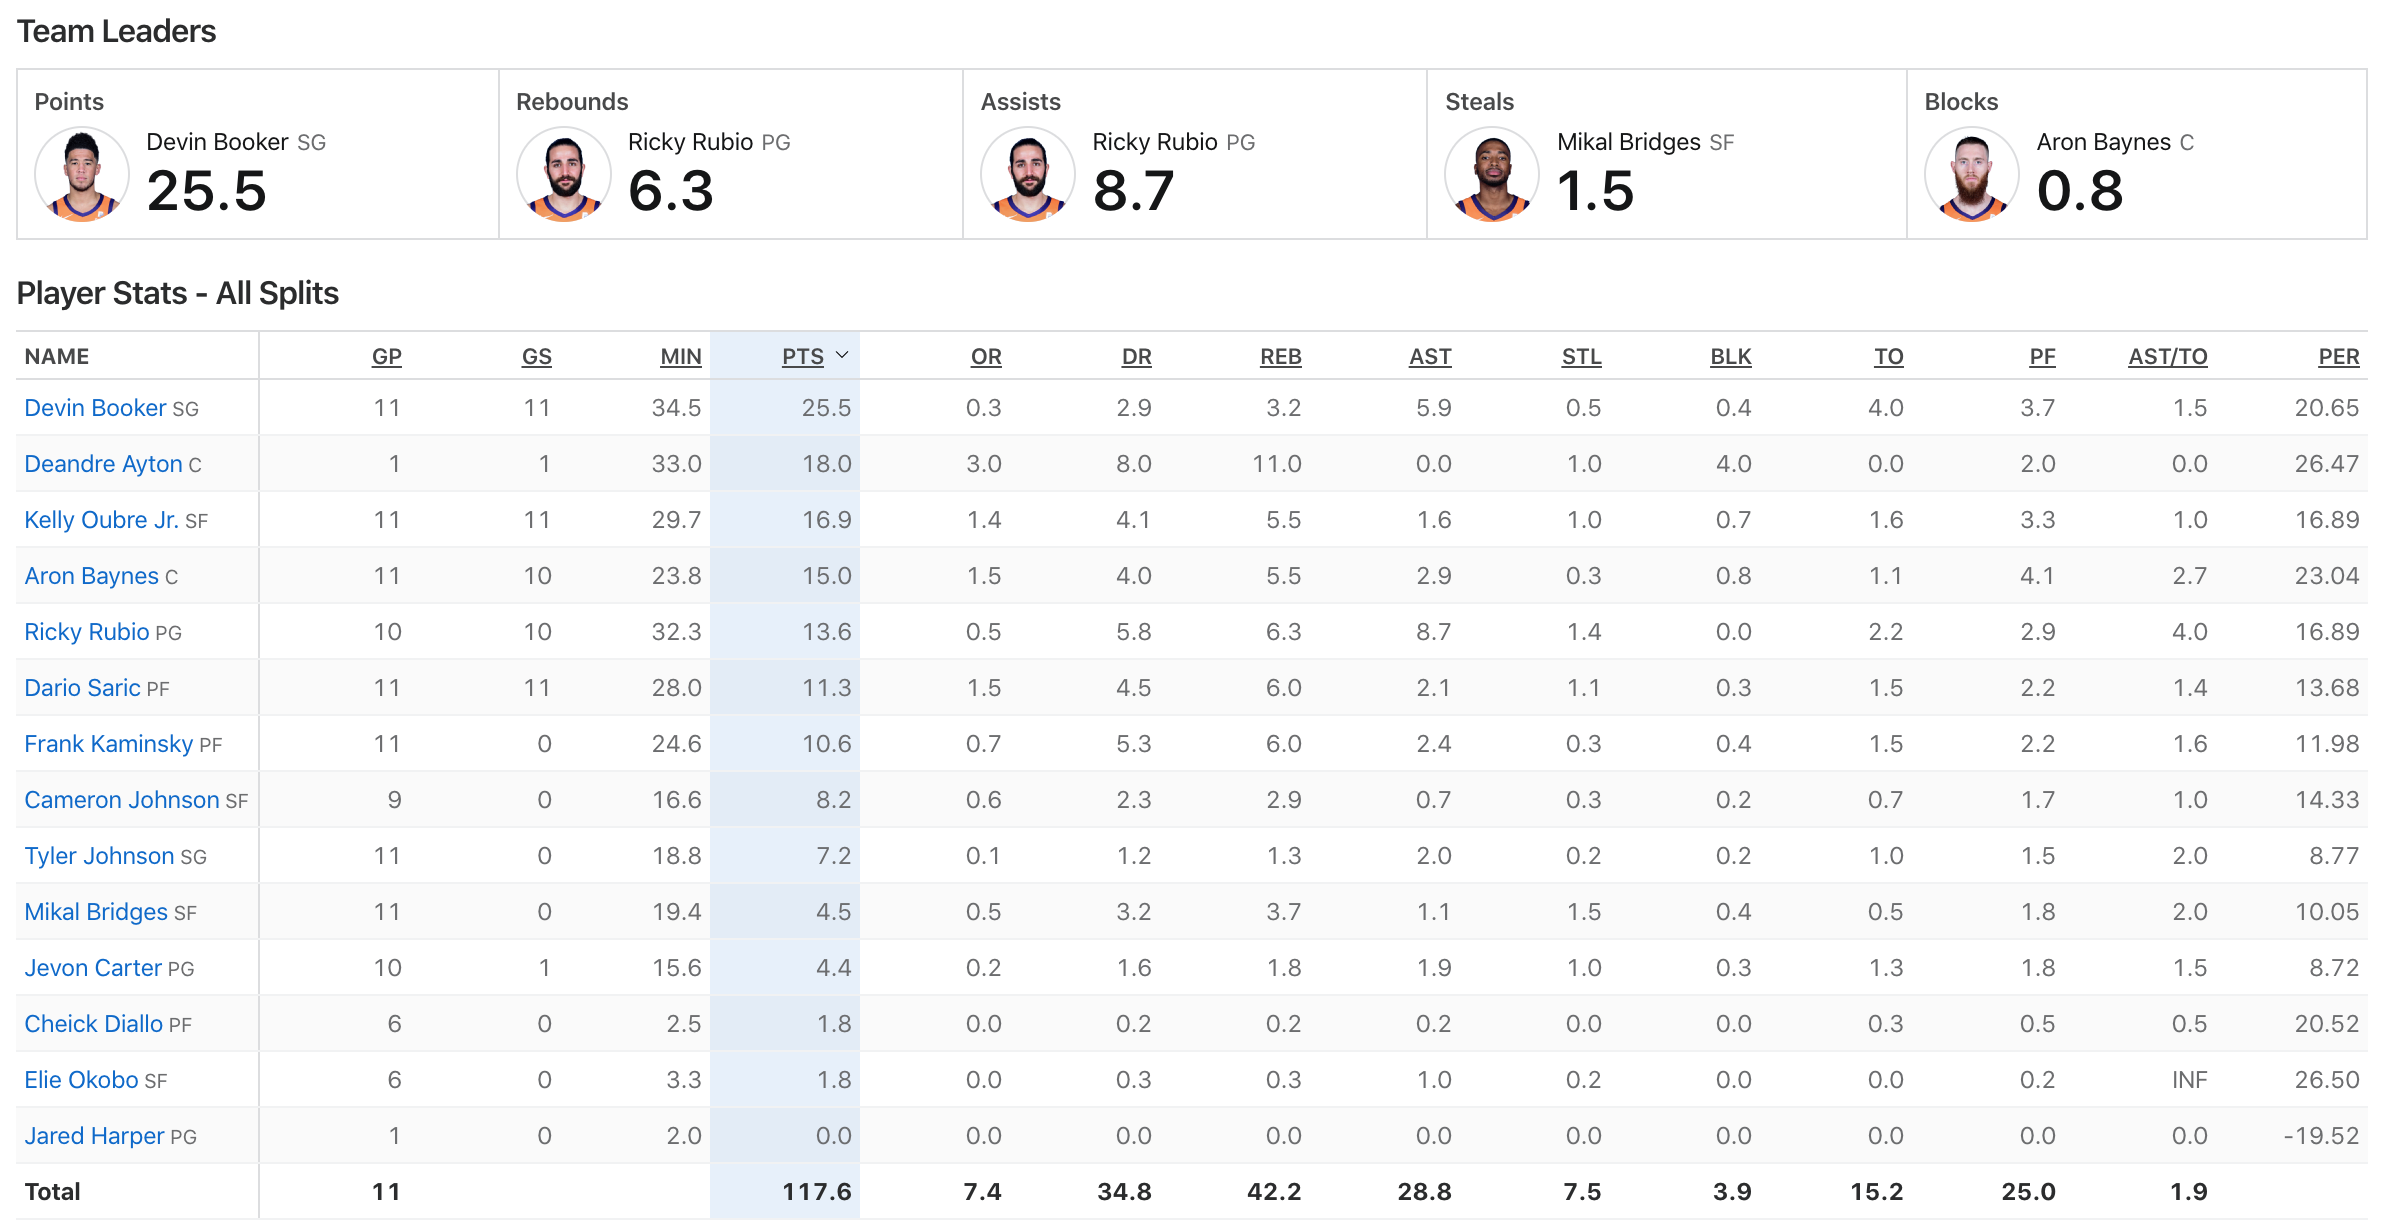 Team Leaders
Points Rebounds Assists Steals Blocks
Devin Booker SG Ricky Rubio PG Ricky Rubio PG Mikal Bridges SF Aron Baynes C
25.5 6.3 8.7 1.5 0.8
Player Stats - All Splits
NAME GP GS MIN PTS OR DR REB AST STL BLK TO PF AST/TO PER
Devin Booker SG 11 11 34.5 25.5 0.3 2.9 3.2 5.9 0.5 0.4 4.0 3.7 1.5 20.65
Deandre Ayton C 1 1 33.0 18.0 3.0 8.0 11.0 0.0 1.0 4.0 0.0 2.0 0.0 26.47
Kelly Oubre Jr. SF 11 11 29.7 16.9 1.4 4.1 5.5 1.6 1.0 0.7 1.6 3.3 1.0 16.89
Aron Baynes C 11 10 23.8 15.0 1.5 4.0 5.5 2.9 0.3 0.8 1.1 4.1 2.7 23.04
Ricky Rubio PG 10 10 32.3 13.6 0.5 5.8 6.3 8.7 1.4 0.0 2.2 2.9 4.0 16.89
Dario Saric PF 11 11 28.0 11.3 1.5 4.5 6.0 2.1 1.1 0.3 1.5 2.2 1.4 13.68
Frank Kaminsky PF 11 0 24.6 10.6 0.7 5.3 6.0 2.4 0.3 0.4 1.5 2.2 1.6 11.98
Cameron Johnson SF 9 0 16.6 8.2 0.6 2.3 2.9 0.7 0.3 0.2 0.7 1.7 1.0 14.33
Tyler Johnson SG 11 0 18.8 7.2 0.1 1.2 1.3 2.0 0.2 0.2 1.0 1.5 2.0 8.77
Mikal Bridges SF 11 0 19.4 4.5 0.5 3.2 3.7 1.1 1.5 0.4 0.5 1.8 2.0 10.05
Jevon Carter PG 10 1 15.6 4.4 0.2 1.6 1.8 1.9 1.0 0.3 1.3 1.8 1.5 8.72
Cheick Diallo PF 6 0 2.5 1.8 0.0 0.2 0.2 0.2 0.0 0.0 0.3 0.5 0.5 20.52
Elie Okobo SF 6 0 3.3 1.8 0.0 0.3 0.3 1.0 0.2 0.0 0.0 0.2 INF 26.50
Jared Harper PG 1 0 2.0 0.0 0.0 0.0 0.0 0.0 0.0 0.0 0.0 0.0 0.0 -19.52
Total 11 117.6 7.4 34.8 42.2 28.8 7.5 3.9 15.2 25.0 1.9